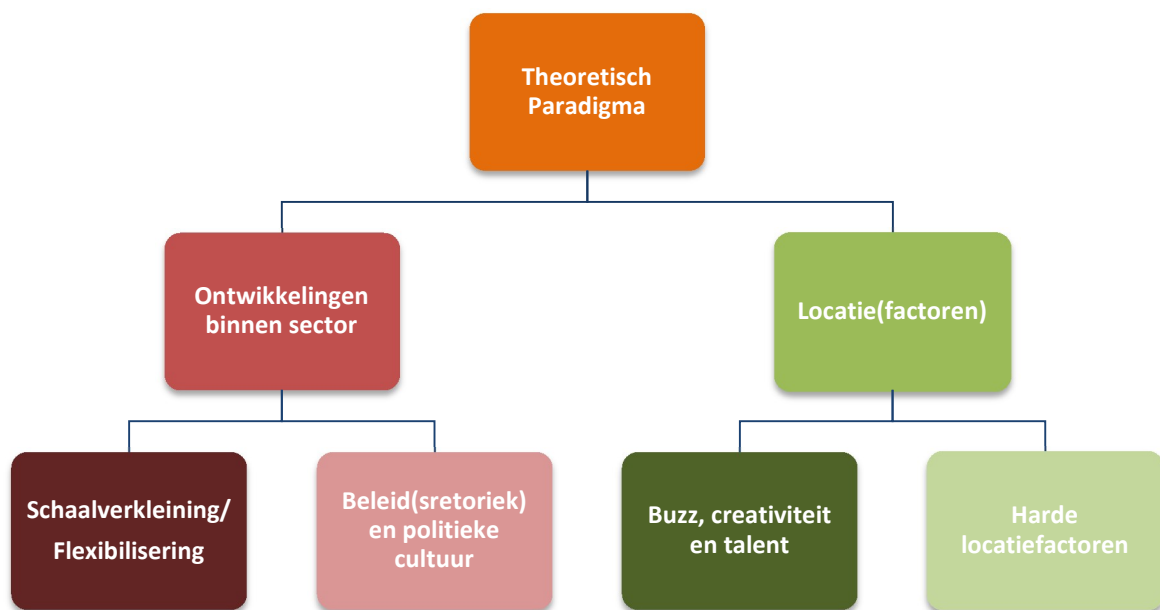 Theoretisch
Paradigma
Ontwikkelingen
binnen sector
Locatie(factoren)
Schaalverkleining/
Flexibilisering
Beleid(sretoriek)
en politieke
cultuur
Buzz, creativiteit
en talent
Harde
locatiefactoren